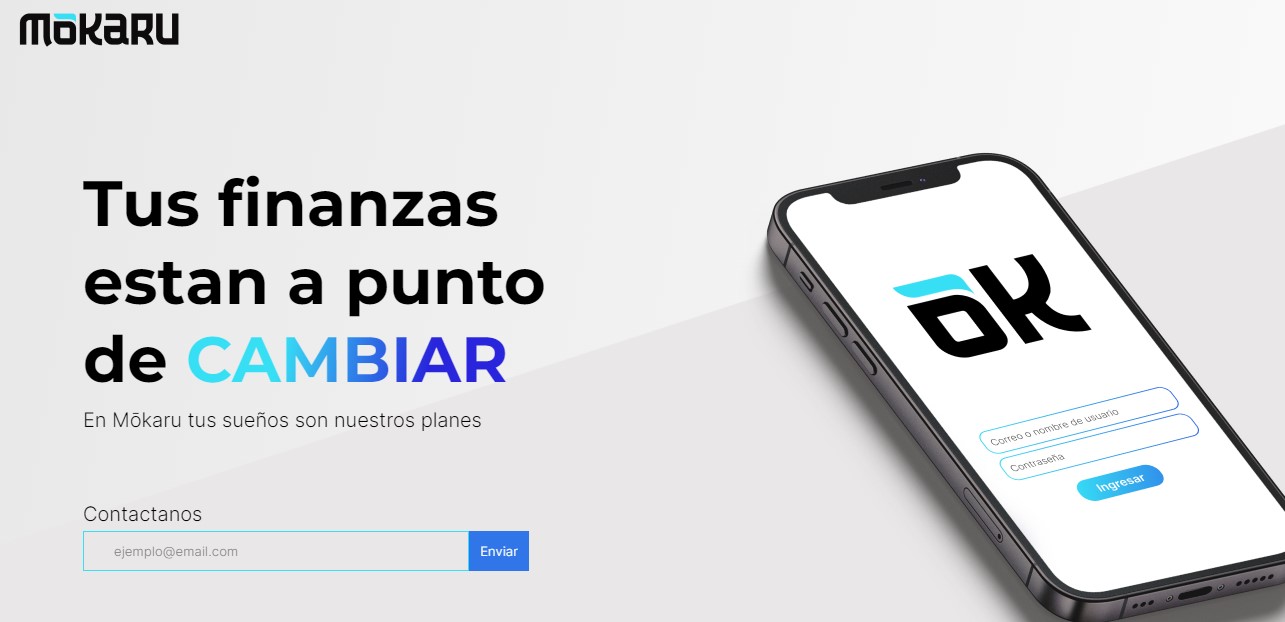 mōkaru
Tus finanzas
estan a punto
de CAMBIAR
En Mōkaru tus sueños son nuestros planes
Contactanos
ejemplo@email.com
Enviar
ōK
Correo o nombre de usuario
Contraseña
Ingresar